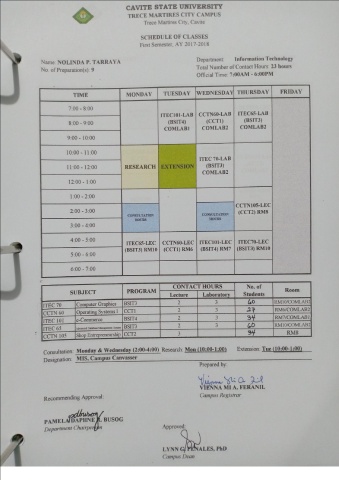 CAVITE STATE UNIVERSITY
TRECE MARTIRES CITY CAMPUS
Trece Martires City, Cavite
SCHEDULE OF CLASSES
First Semester, AY 2017-2018
Name: NOLINDA P. TARRAYA
Department: Information Technology
No. of Preparation(s): 9
Total Number of Contact Hours: 23 hours
Official Time: 7:00AM - 6:00PM
TIME MONDAY TUESDAY WEDNESDAY THURSDAY FRIDAY
7:00 - 8:00
8:00 - 9:00
9:00 - 10:00
ITEC101-LAB (BSIT4) COMLAB1
CCTN60-LAB (CCT1) COMLAB2
ITEC65-LAB (BSIT3) COMLAB2
10:00 - 11:00
11:00 - 12:00
12:00 - 1:00
RESEARCH
EXTENSION
ITEC 70-LAB (BSIT3) COMLAB2
1:00 - 2:00
2:00 - 3:00
3:00 - 4:00
CONSULTATION HOURS
CONSULTATION HOURS
CCTN105-LEC (CCT2) RM8
4:00 - 5:00
5:00 - 6:00
6:00 - 7:00
ITEC65-LEC (BSIT3) RM10
CCTN60-LEC (CCT1) RM6
ITEC101-LEC (BSIT4) RM7
ITEC70-LEC (BSIT3) RM10
SUBJECT PROGRAM CONTACT HOURS No. of Students Room
Lecture Laboratory
ITEC 70 Computer Graphics BSIT3 2 3 60 RM10/COMLAB2
CCTN 60 Operating Systems 1 CCT1 2 3 27 RM6/COMLAB2
ITEC 101 e-Commerce BSIT4 2 3 34 RM7/COMLAB1
ITEC 65 BSIT3 2 3 60 RM10/COMLAB2
CCTN 105 Entrepreneurship CCT2 2 RM8
Consultation: Monday & Wednesday (2:00-4:00) Research: Mon (10:00-1:00) Extension: Tue (10:00-1:00)
Designation: MIS, Campus Canvasser
Prepared by:
VIENNA MI A. FERANIL
Campus Registrar
Recommending Approval:
PAMELA DAPHNE R. BUSOG
Department Chairperson
Approved:
LYNN G. PENALES, PhD
Campus Dean